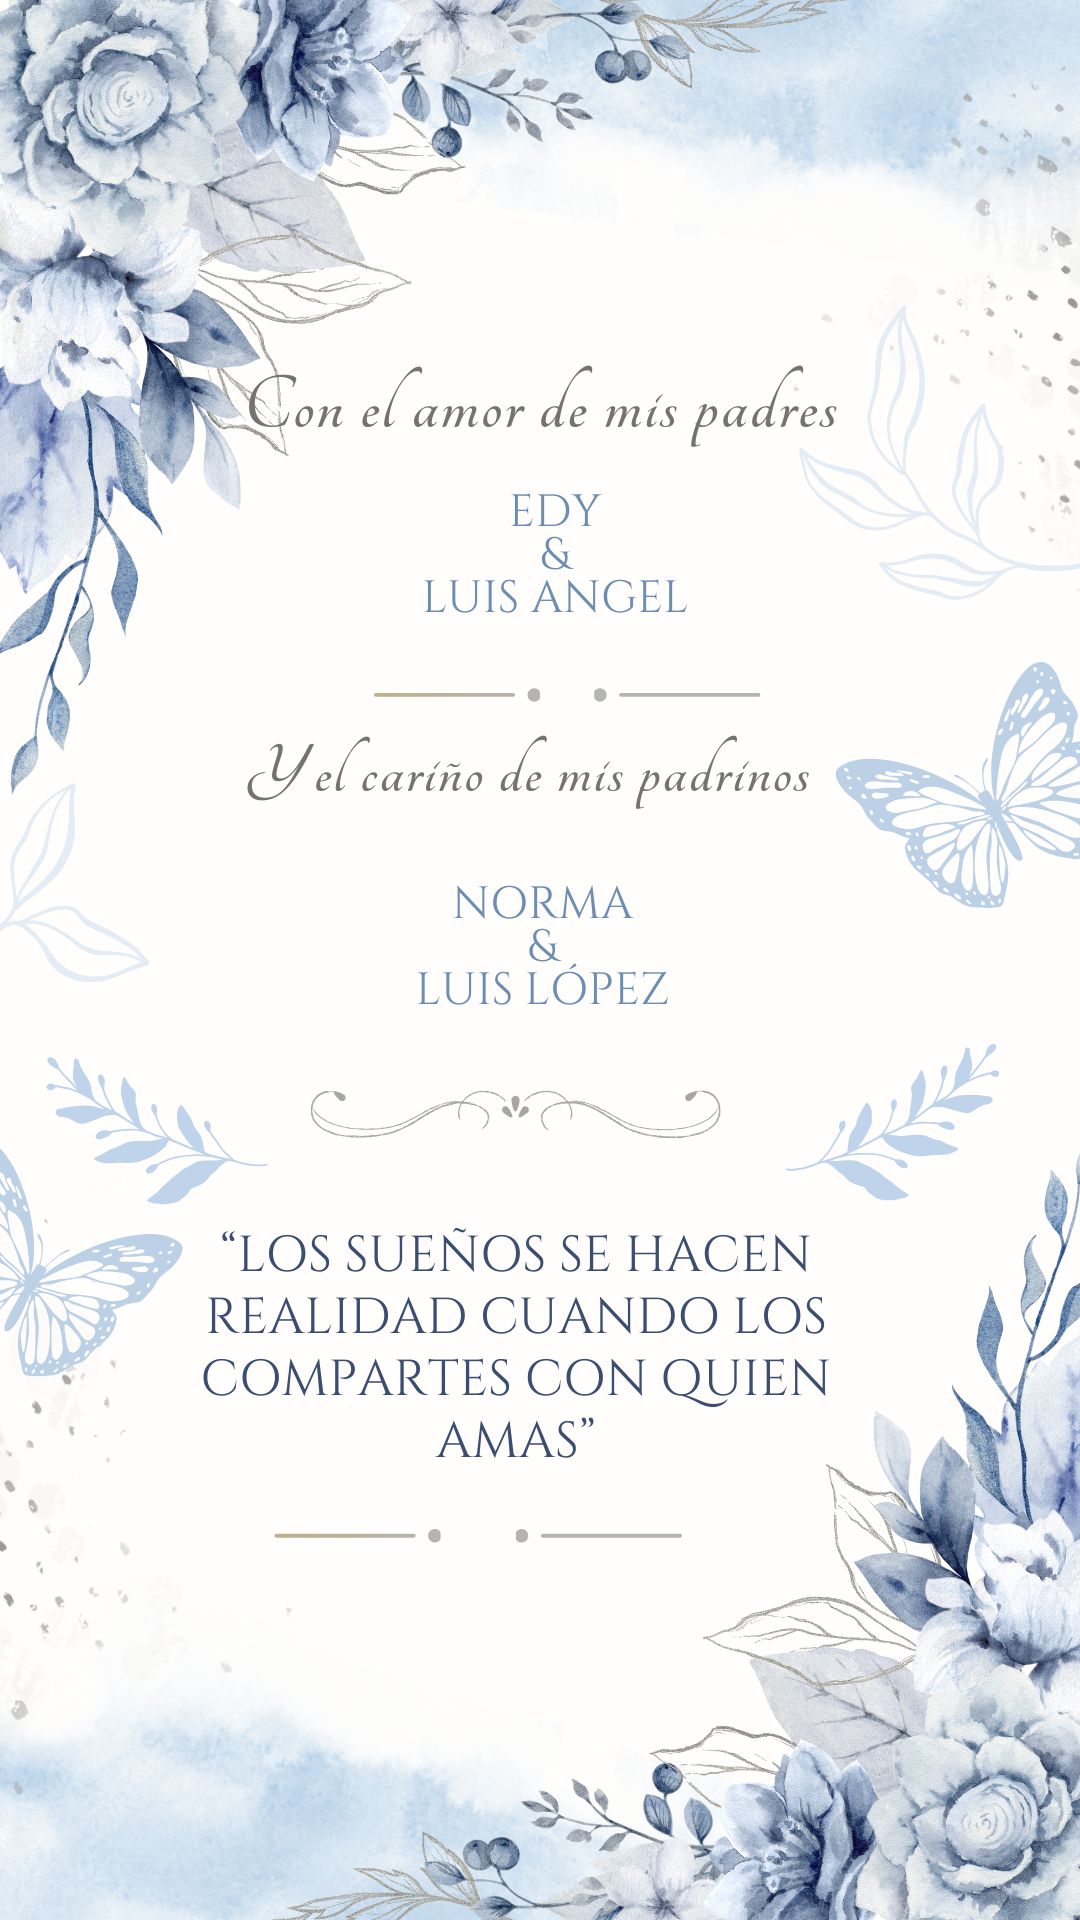 Con el amor de mis padres
EDY
&
LUIS ANGEL
Y el cariño de mis padrinos
NORMA
&
LUIS LÓPEZ
“LOS SUEÑOS SE HACEN
REALIDAD CUANDO LOS
COMPARTES CON QUIEN
AMAS”